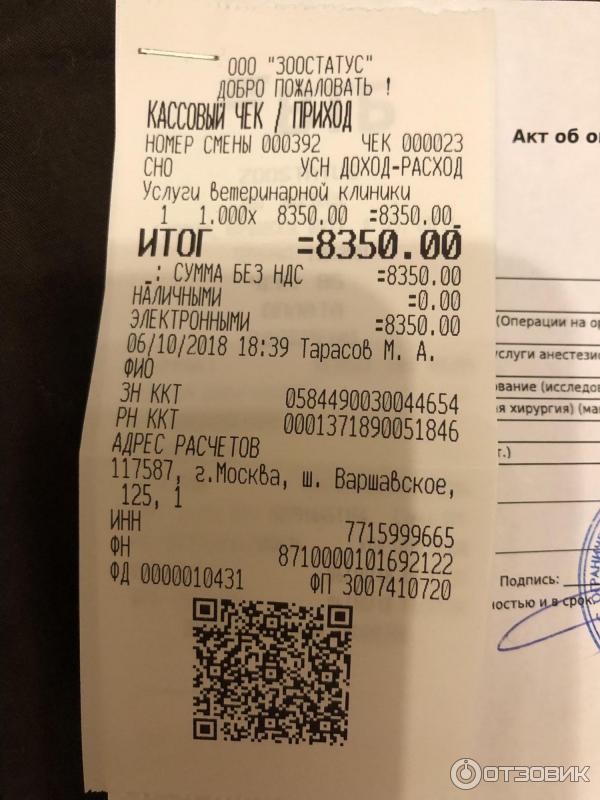 ООО "ЗООСТАТУС"
ДОБРО ПОЖАЛОВАТЬ !
КАССОВЫЙ ЧЕК / ПРИХОД
НОМЕР СМЕНЫ 000392 ЧЕК 000023
СНО УСН ДОХОД-РАСХОД
Услуги ветеринарной клиники
1 1.000х 8350.00 =8350.00_
ИТОГ =8350.00
_: СУММА БЕЗ НДС =8350.00
НАЛИЧНЫМИ =0.00
ЭЛЕКТРОННЫМИ =8350.00
06/10/2018 18:39 Тарасов М. А.
ФИО
ЗН ККТ 0584490030044654
РН ККТ 0001371890051846
АДРЕС РАСЧЕТОВ
117587, г.Москва, ш. Варшавское,
125, 1
ИНН 7715999665
ФН 8710000101692122
ФД 0000010431 ФП 3007410720
Акт об о
(Операции на ор
услуги анестезио
ование (исследов
я хирургия) (ма
т.)
Подпись:
ностью и в срок.
ОТЗОВИК